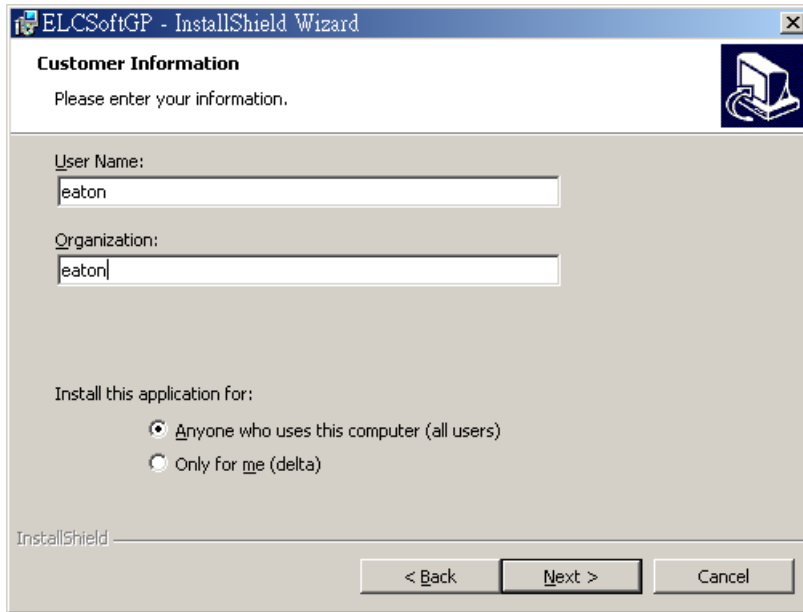 ELCSoftGP - InstallShield Wizard
Customer Information
Please enter your information.
User Name:
eaton
Organization:
eaton
Install this application for:
Anyone who uses this computer (all users)
Only for me (delta)
InstallShield
< Back
Next >
Cancel